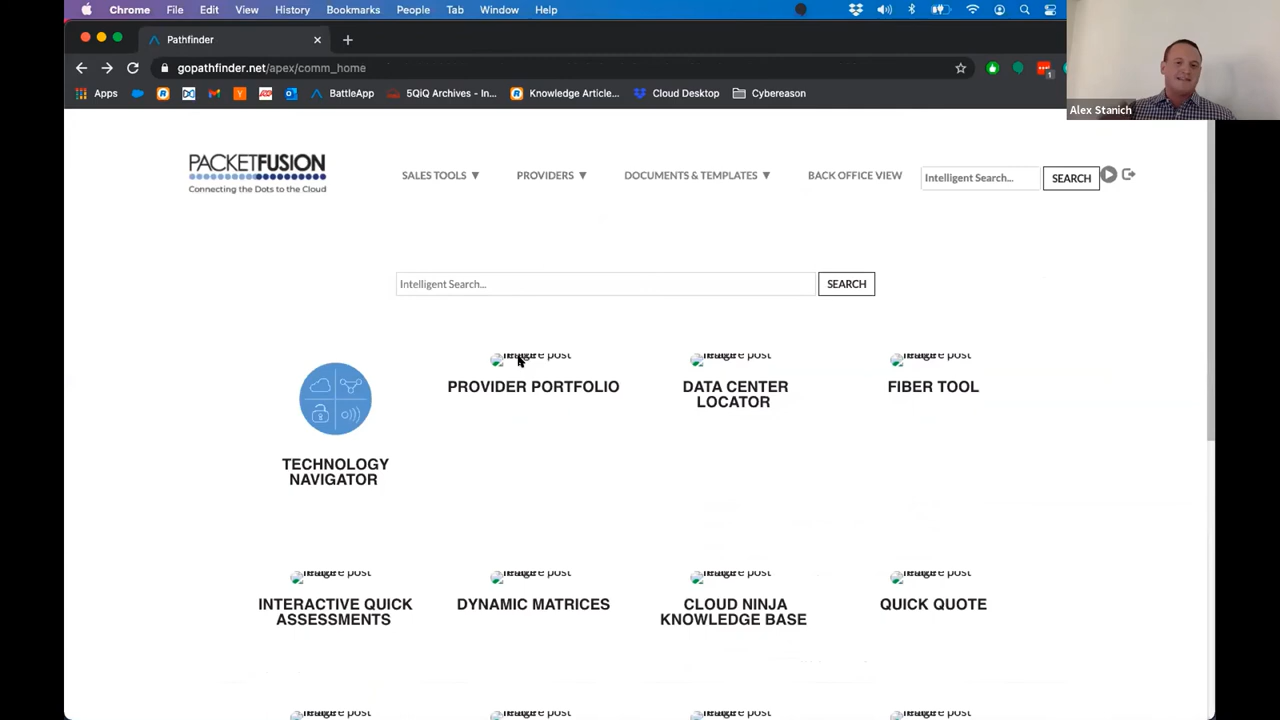 Chrome File Edit View History Bookmarks People Tab Window Help
Pathfinder
gopathfinder.net/apex/comm_home
1
Apps BattleApp 5QiQ Archives - In... Knowledge Article... Cloud Desktop Cybereason
Alex Stanich
PACKETFUSION
Connecting the Dots to the Cloud
SALES TOOLS ▼ PROVIDERS ▼ DOCUMENTS & TEMPLATES ▼ BACK OFFICE VIEW Intelligent Search... SEARCH
Intelligent Search... SEARCH
PROVIDER PORTFOLIO
DATA CENTER
LOCATOR
FIBER TOOL
TECHNOLOGY
NAVIGATOR
INTERACTIVE QUICK
ASSESSMENTS
DYNAMIC MATRICES
CLOUD NINJA
KNOWLEDGE BASE
QUICK QUOTE